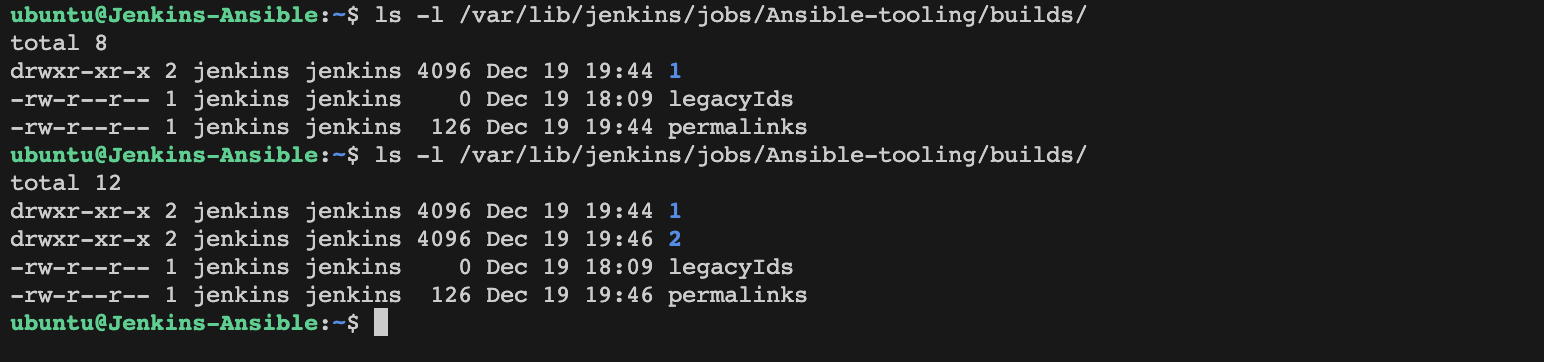 ubuntu@Jenkins-Ansible:~$ ls -l /var/lib/jenkins/jobs/Ansible-tooling/builds/
total 8
drwxr-xr-x 2 jenkins jenkins 4096 Dec 19 19:44 1
-rw-r--r-- 1 jenkins jenkins    0 Dec 19 18:09 legacyIds
-rw-r--r-- 1 jenkins jenkins  126 Dec 19 19:44 permalinks
ubuntu@Jenkins-Ansible:~$ ls -l /var/lib/jenkins/jobs/Ansible-tooling/builds/
total 12
drwxr-xr-x 2 jenkins jenkins 4096 Dec 19 19:44 1
drwxr-xr-x 2 jenkins jenkins 4096 Dec 19 19:46 2
-rw-r--r-- 1 jenkins jenkins    0 Dec 19 18:09 legacyIds
-rw-r--r-- 1 jenkins jenkins  126 Dec 19 19:46 permalinks
ubuntu@Jenkins-Ansible:~$